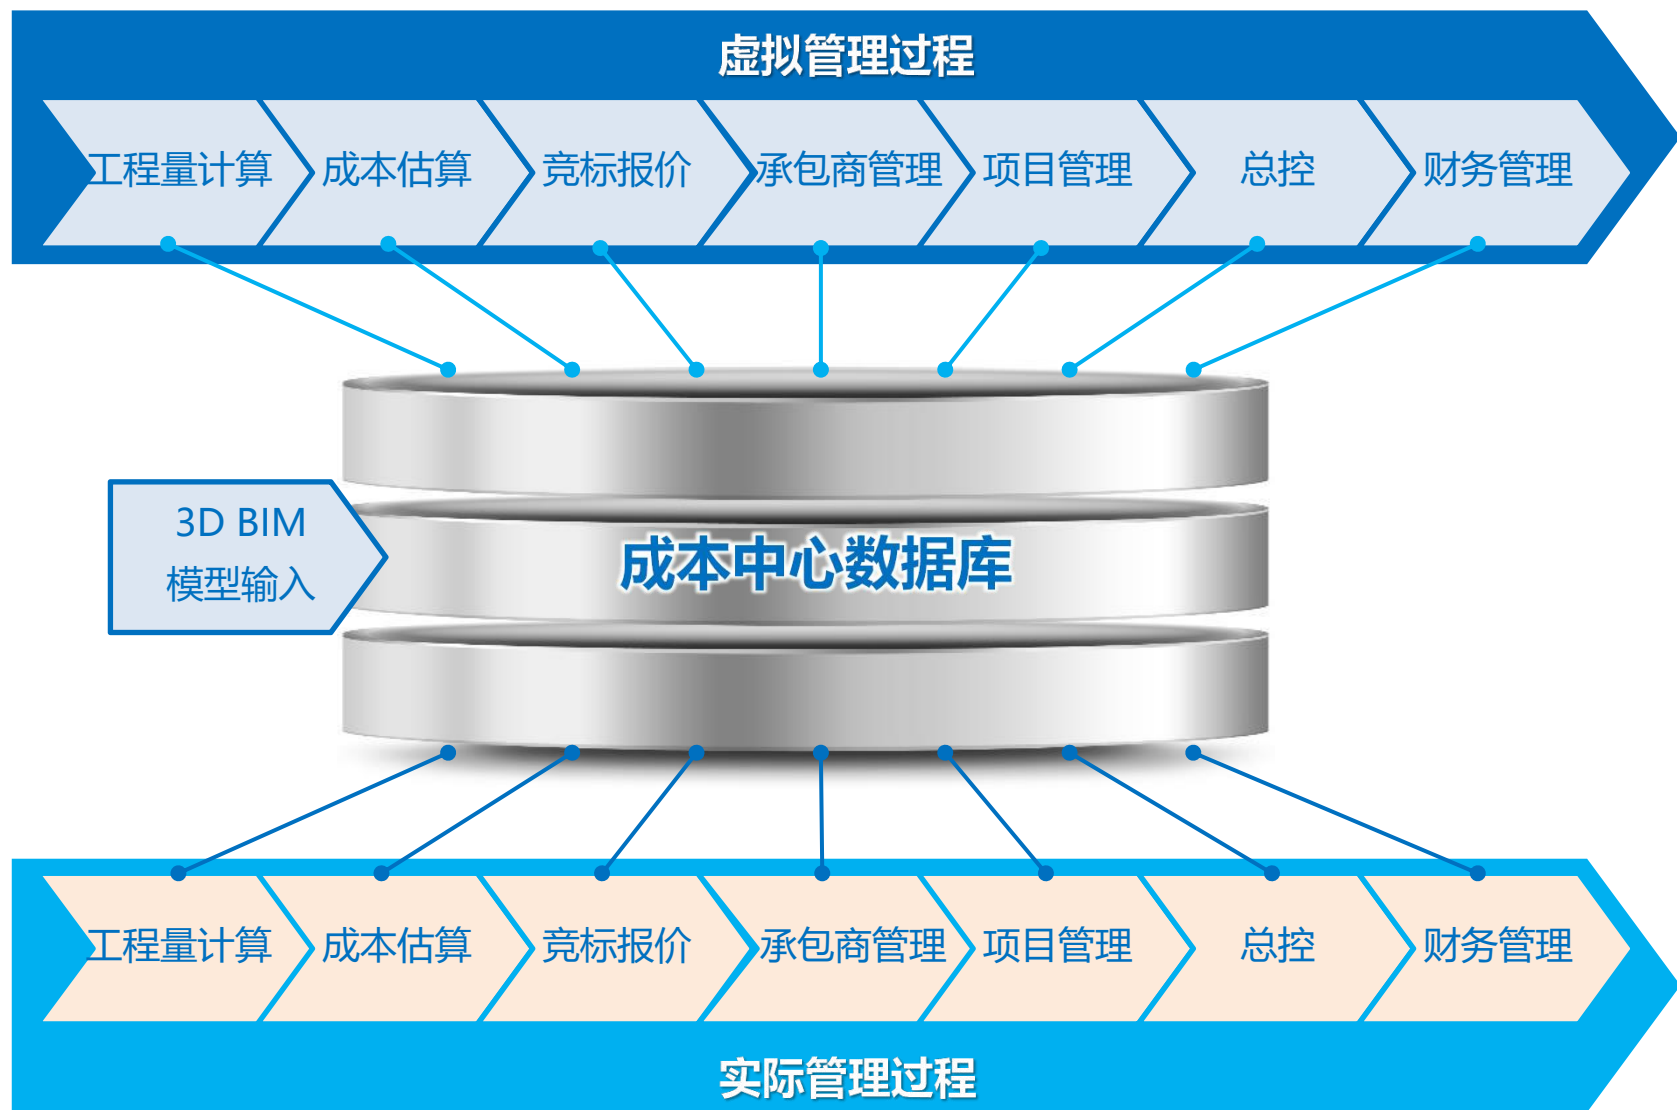 虚拟管理过程
工程量计算
成本估算
竞标报价
承包商管理
项目管理
总控
财务管理
3D BIM
模型输入
成本中心数据库
工程量计算
成本估算
竞标报价
承包商管理
项目管理
总控
财务管理
实际管理过程